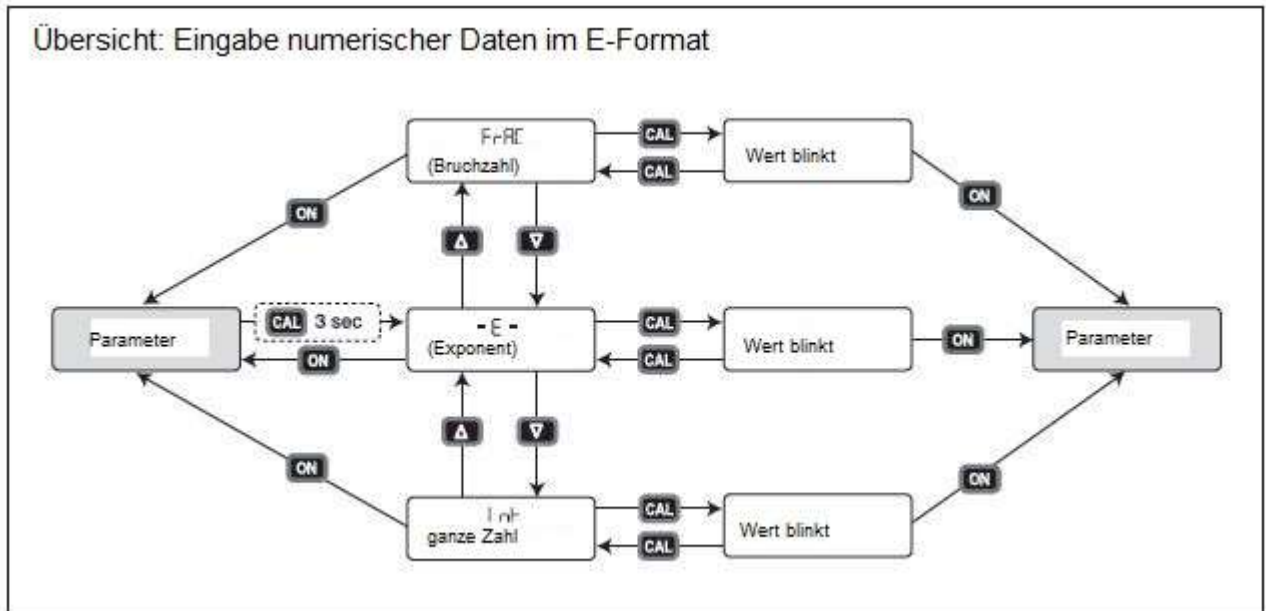 Übersicht: Eingabe numerischer Daten im E-Format
FrAC
(Bruchzahl)
CAL
CAL
Wert blinkt
ON
ON
Δ
∇
Parameter
CAL 3 sec
ON
- E -
(Exponent)
CAL
CAL
Wert blinkt
ON
Parameter
Δ
∇
ON
ON
Int
ganze Zahl
CAL
CAL
Wert blinkt